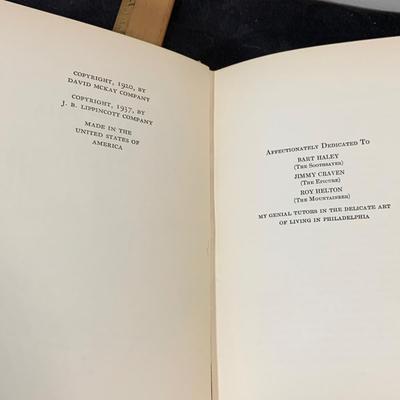 COPYRIGHT, 1920, BY
DAVID MCKAY COMPANY
COPYRIGHT, 1937, BY
J. B. LIPPINCOTT COMPANY
MADE IN THE
UNITED STATES OF
AMERICA
AFFECTIONATELY DEDICATED TO
BART HALEY
(THE SOOTHSAYER)
JIMMY CRAVEN
(THE EPICURE)
ROY HELTON
(THE MOUNTAINEER)
MY GENIAL TUTORS IN THE DELICATE ART
OF LIVING IN PHILADELPHIA